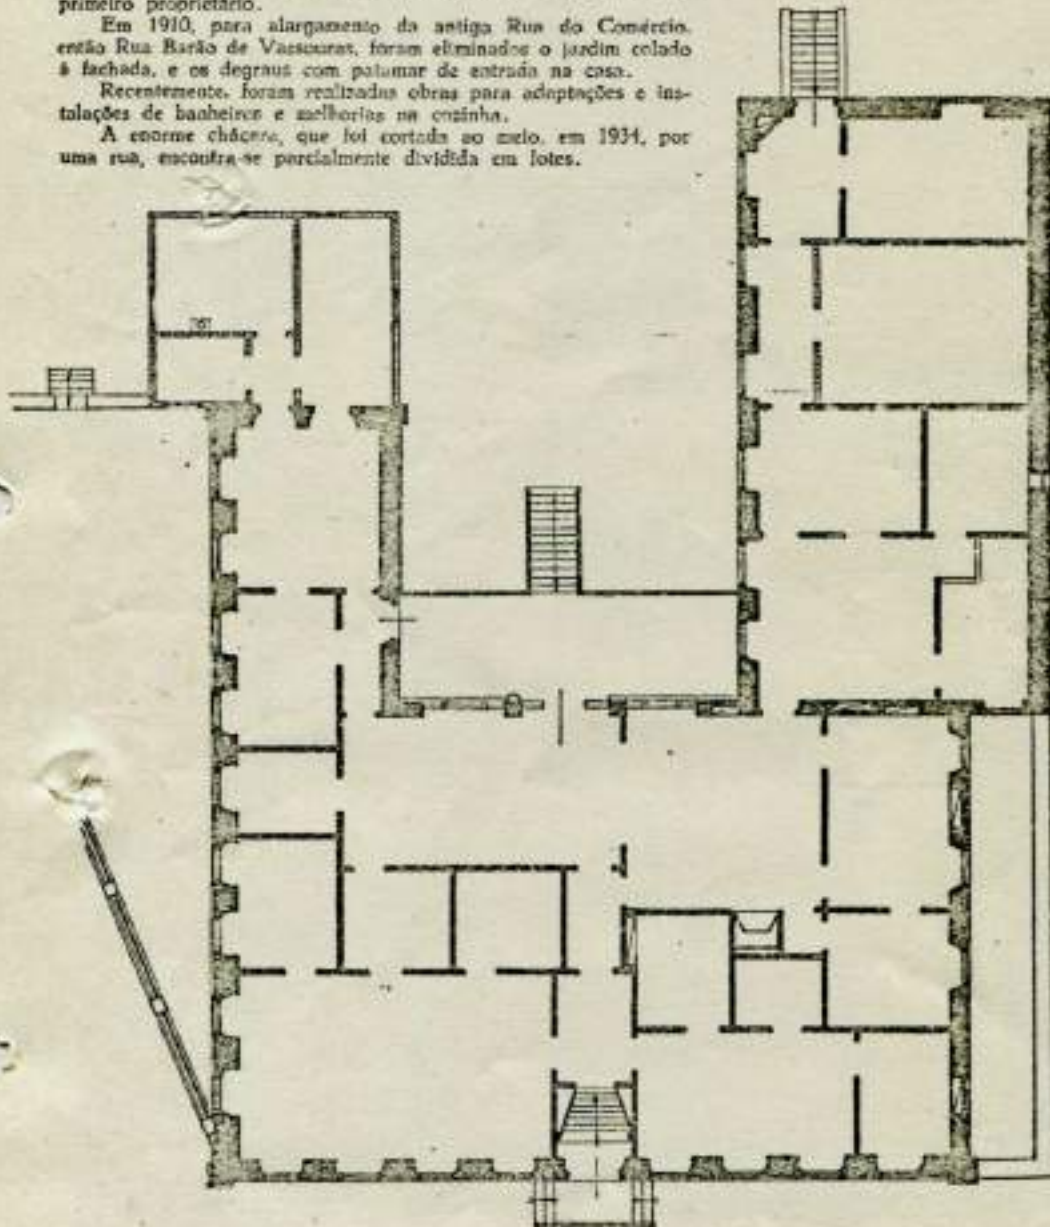 primeiro proprietário.
Em 1910, para alargamento da antiga Rua do Comércio,
então Rua Barão de Vassouras, foram eliminados o jardim colado
à fachada, e os degraus com patamar de entrada na casa.
Recentemente, foram realizadas obras para adaptações e ins-
talações de banheiros e melhorias na cozinha.
A enorme chácara, que foi cortada ao meio, em 1934, por
uma rua, encontra-se parcialmente dividida em lotes.